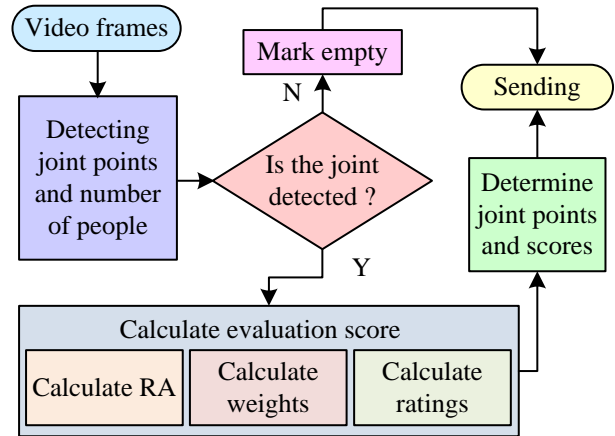 Video frames
Mark empty
Sending
N
Detecting
joint points
and number
of people
Is the joint
detected ?
Determine
joint points
and scores
Y
Calculate evaluation score
Calculate RA
Calculate
weights
Calculate
ratings